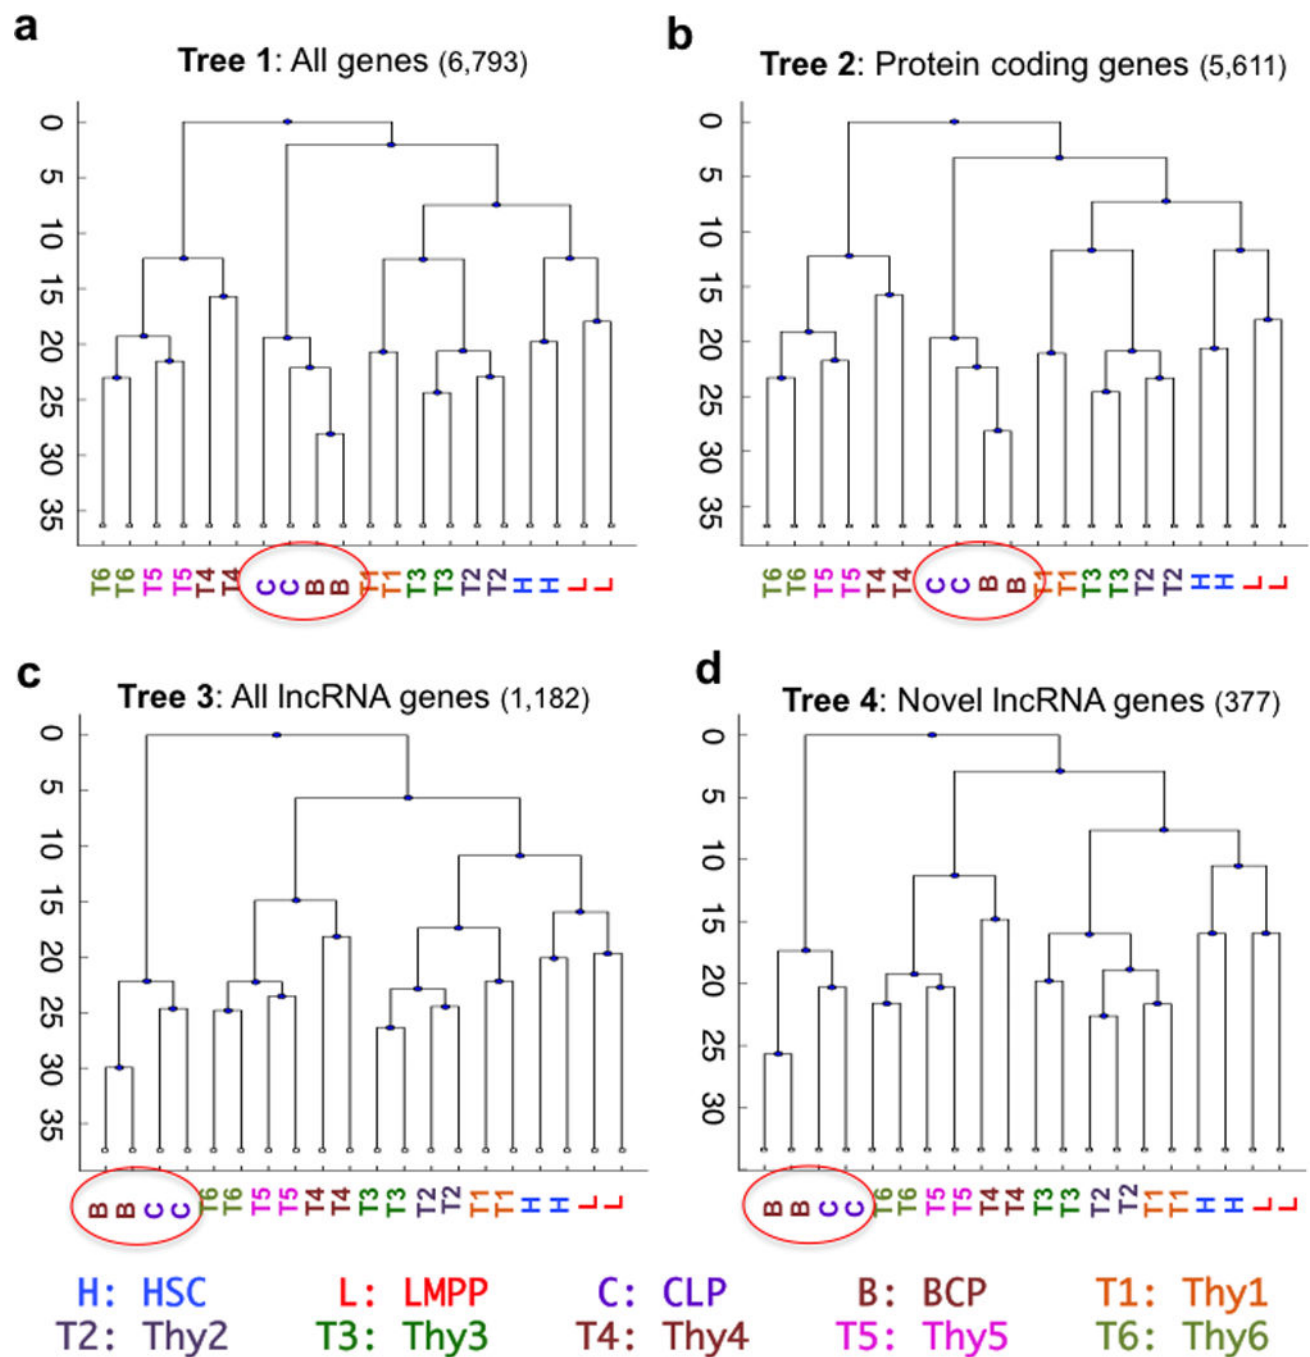 a
Tree 1: All genes (6,793)
0
5
10
15
20
25
30
35
T6 T6 T5 T5 T4 T4 C C B B T1 T1 T3 T3 T2 T2 H H L L
b
Tree 2: Protein coding genes (5,611)
0
5
10
15
20
25
30
35
T6 T6 T5 T5 T4 T4 C C B B T1 T1 T3 T3 T2 T2 H H L L
c
Tree 3: All lncRNA genes (1,182)
0
5
10
15
20
25
30
35
B B C C T6 T6 T5 T5 T4 T4 T3 T3 T2 T2 T1 T1 H H L L
d
Tree 4: Novel lncRNA genes (377)
0
5
10
15
20
25
30
B B C C T6 T6 T5 T5 T4 T4 T3 T3 T2 T2 T1 T1 H H L L
H: HSC L: LMPP C: CLP B: BCP T1: Thy1
T2: Thy2 T3: Thy3 T4: Thy4 T5: Thy5 T6: Thy6